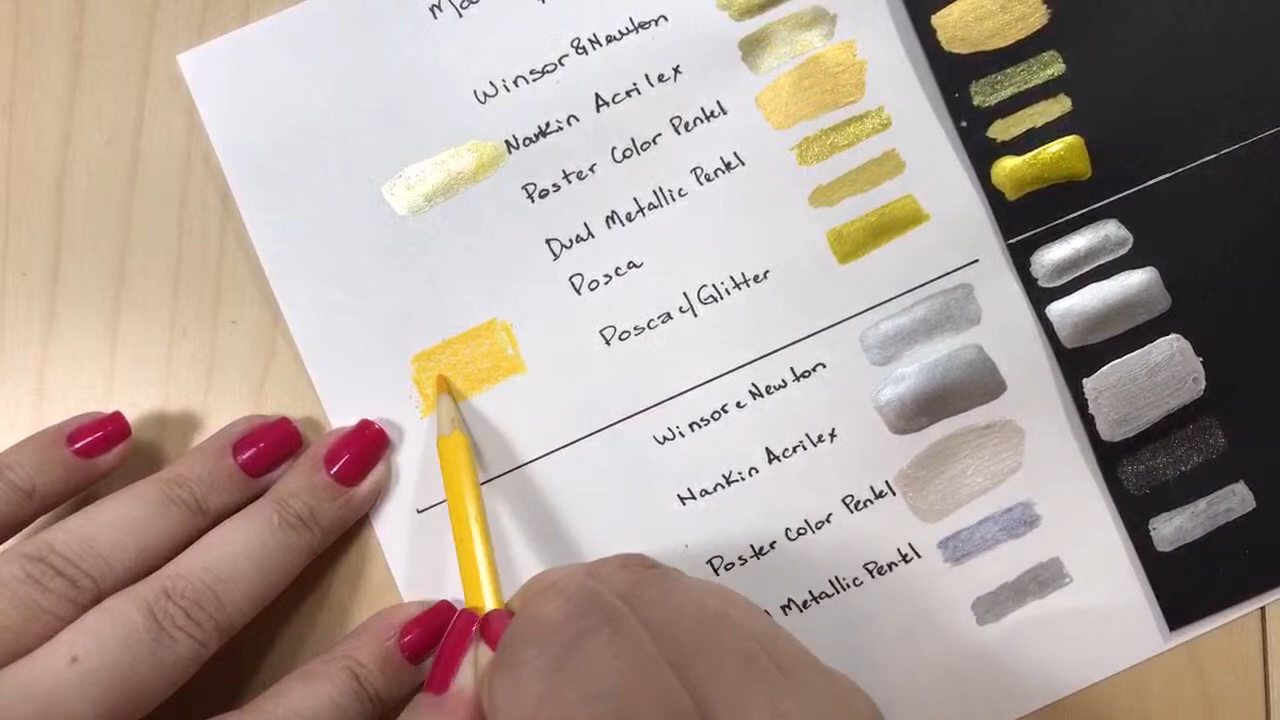 Winsor & Newton
Nankin Acrilex
Poster Color Pentel
Dual Metallic Pentel
Posca
Posca c/ Glitter
Winsor e Newton
Nankin Acrilex
Poster Color Pentel
Metallic Pentel